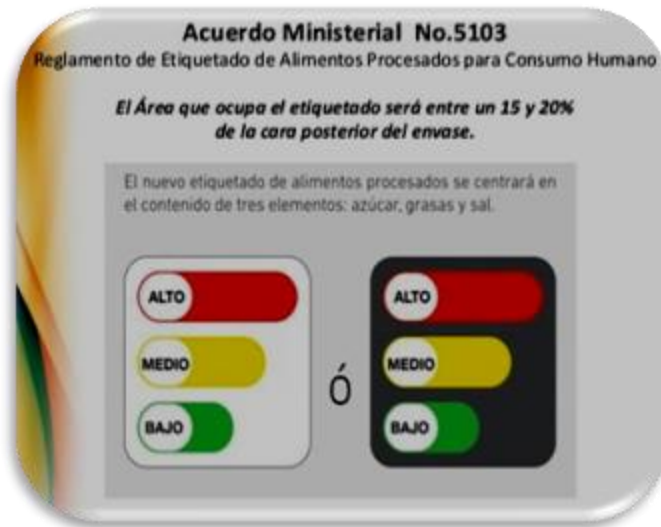 Acuerdo Ministerial No.5103
Reglamento de Etiquetado de Alimentos Procesados para Consumo Humano
El Área que ocupa el etiquetado será entre un 15 y 20%
de la cara posterior del envase.
El nuevo etiquetado de alimentos procesados se centrará en
el contenido de tres elementos: azúcar, grasas y sal.
ALTO
MEDIO
BAJO
Ó
ALTO
MEDIO
BAJO